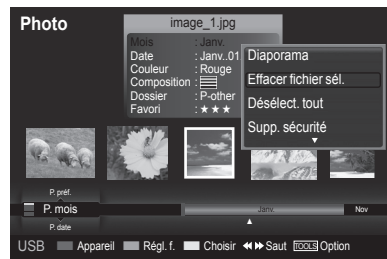 Photo
image_1.jpg
Mois : Janv.
Date : Janv..01
Couleur : Rouge
Composition :
Dossier : P-other
Favori : ★★★
Diaporama
Effacer fichier sél.
Désélect. tout
Supp. sécurité
P. préf.
P. mois
Janv.
Nov
P. date
USB Appareil Régl. f. Choisir Saut TOOLS Option